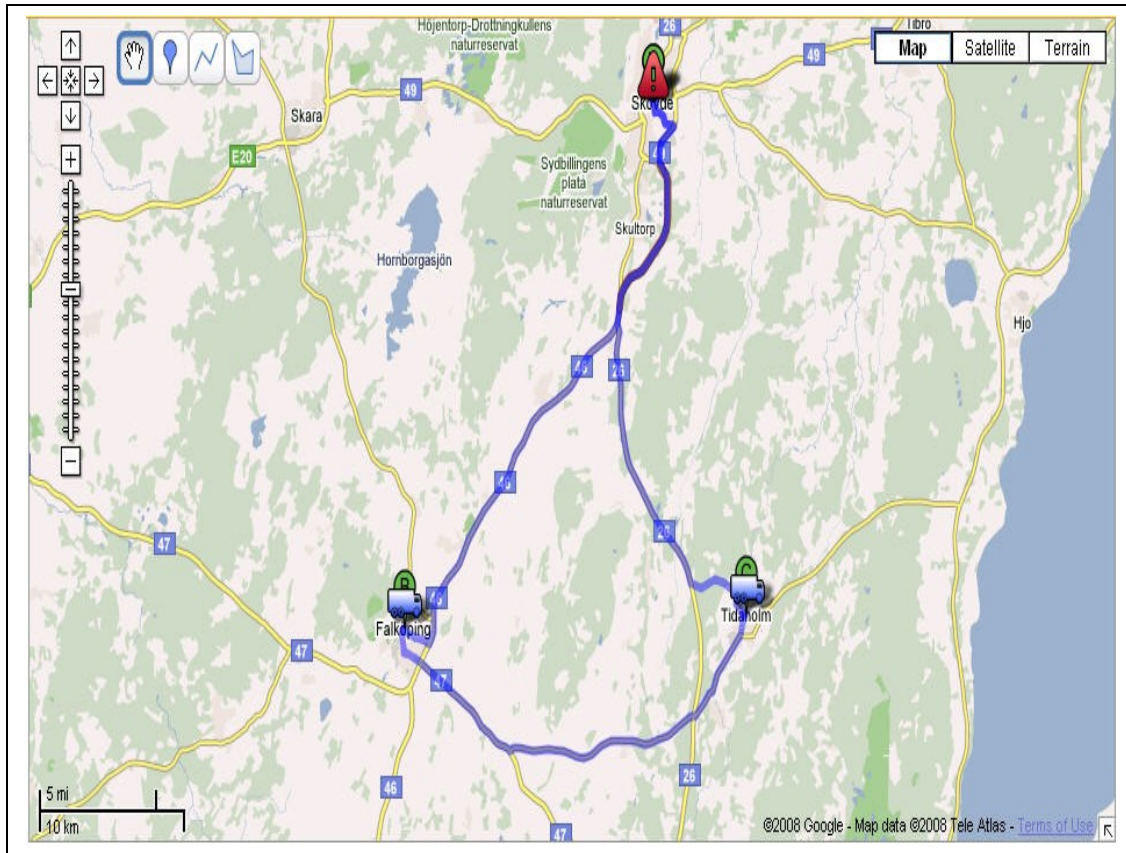 Höjentorp-Drottningkullens
naturreservat
26
Tibro
Map
Satellite
Terrain
49
49
Skara
Skövde
E20
Sydbillingens
plata
naturreservat
Skultorp
Hornborgasjön
Hjo
46
26
46
26
47
B
C
Falköping
Tidaholm
47
47
46
26
47
5 mi
10 km
©2008 Google - Map data ©2008 Tele Atlas - Terms of Use